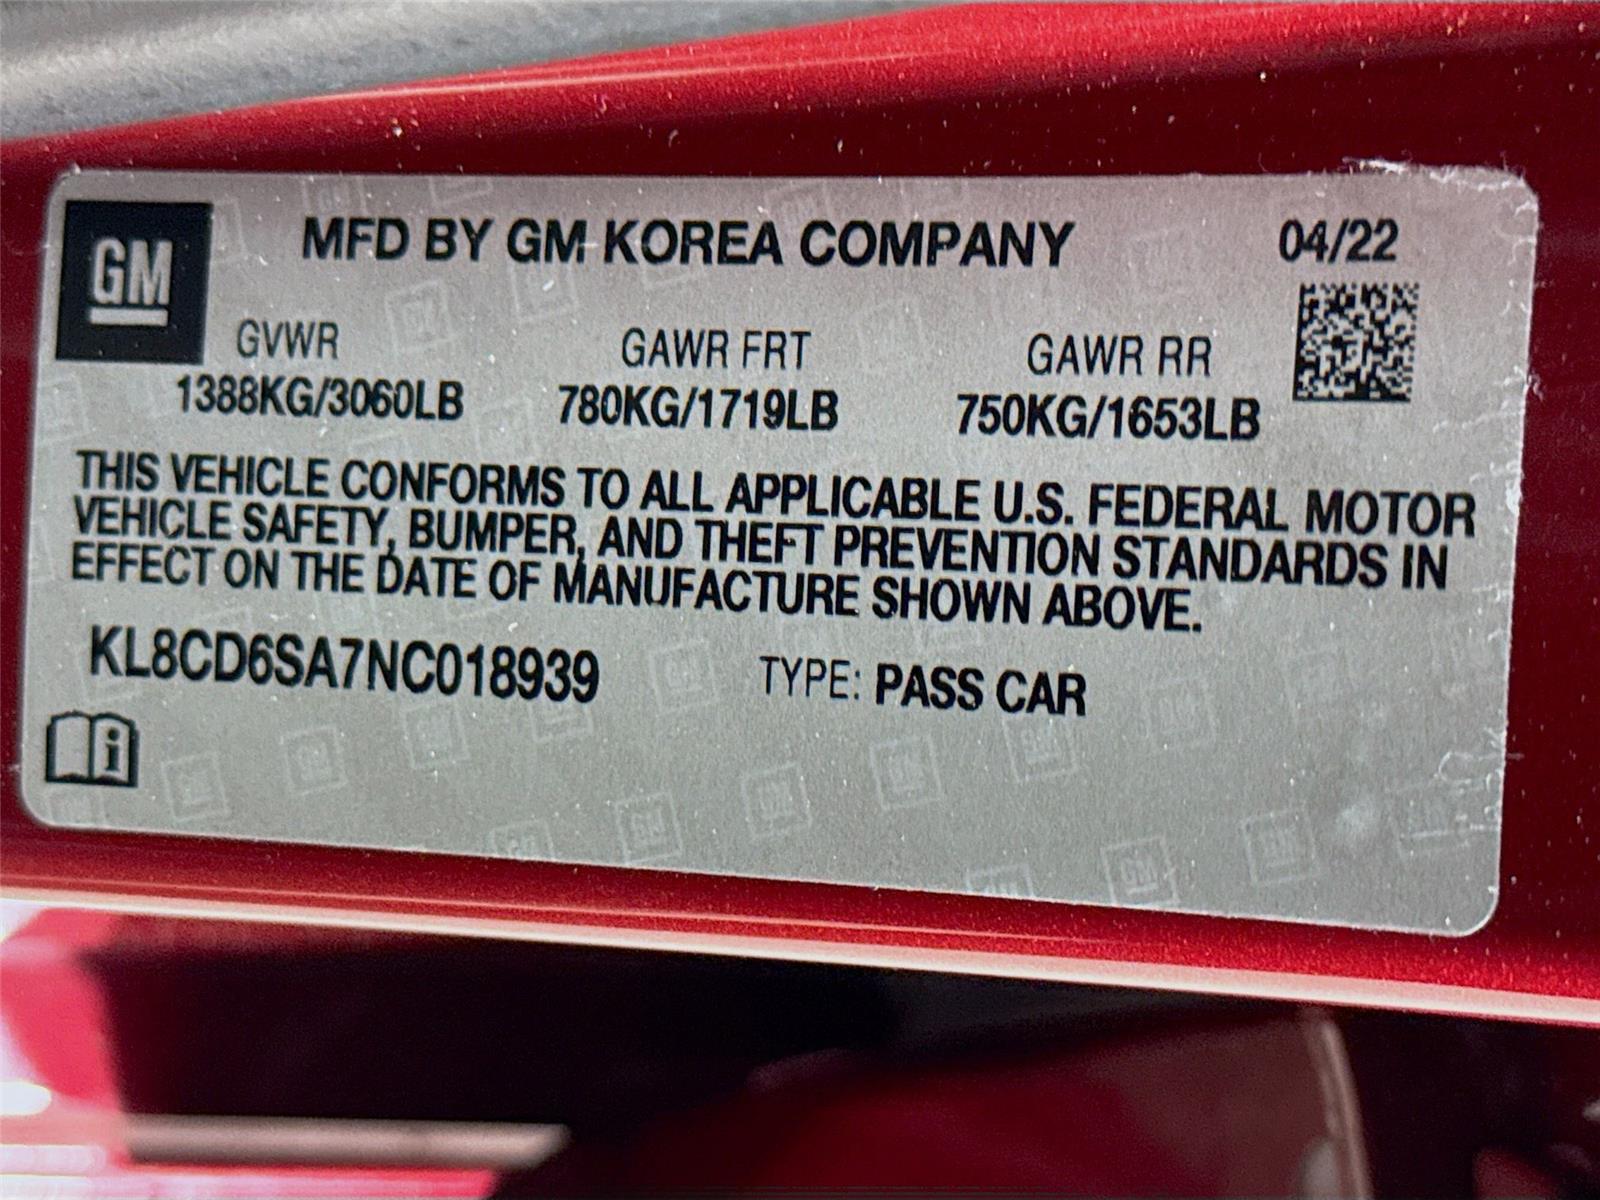 GM
MFD BY GM KOREA COMPANY 04/22
GVWR GAWR FRT GAWR RR
1388KG/3060LB 780KG/1719LB 750KG/1653LB
THIS VEHICLE CONFORMS TO ALL APPLICABLE U.S. FEDERAL MOTOR
VEHICLE SAFETY, BUMPER, AND THEFT PREVENTION STANDARDS IN
EFFECT ON THE DATE OF MANUFACTURE SHOWN ABOVE.
KL8CD6SA7NC018939 TYPE: PASS CAR
i